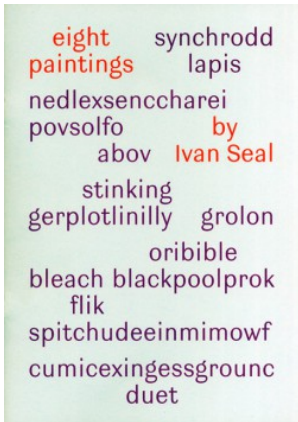 eight synchrodd
paintings lapis
nedlexsenccharei
povsolfo by
abov Ivan Seal
stinking
gerplotlinilly grolon
oribible
bleach blackpoolprok
flik
spitchudeeinmimowf
cumicexingessgrounc
duet